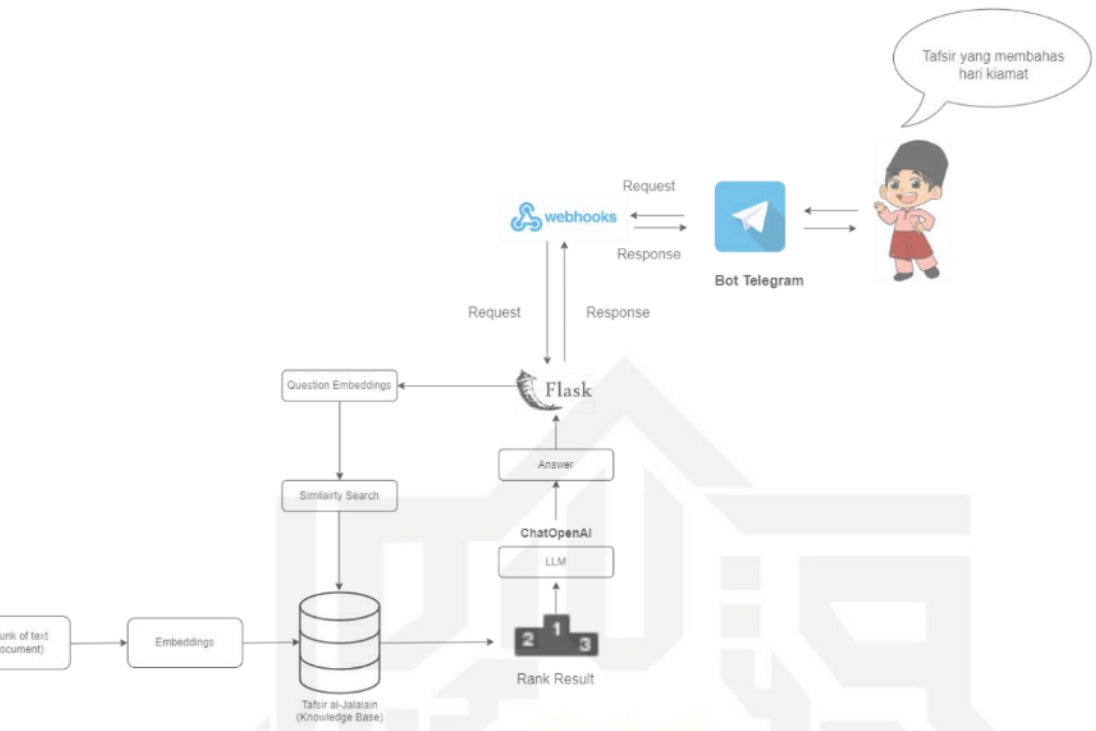 Tafsir yang membahas
hari kiamat
Request
webhooks
Response
Bot Telegram
Request
Response
Question Embeddings
Flask
Answer
Similairty Search
ChatOpenAI
LLM
unk of text
ocument)
Embeddings
2 1 3
Rank Result
Tafsir al-Jalalain
(Knowledge Base)